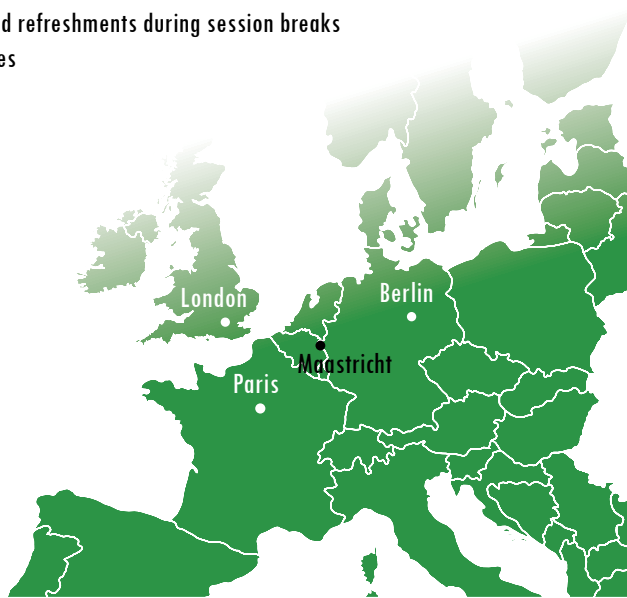 d refreshments during session breaks
es
London
Berlin
Maastricht
Paris